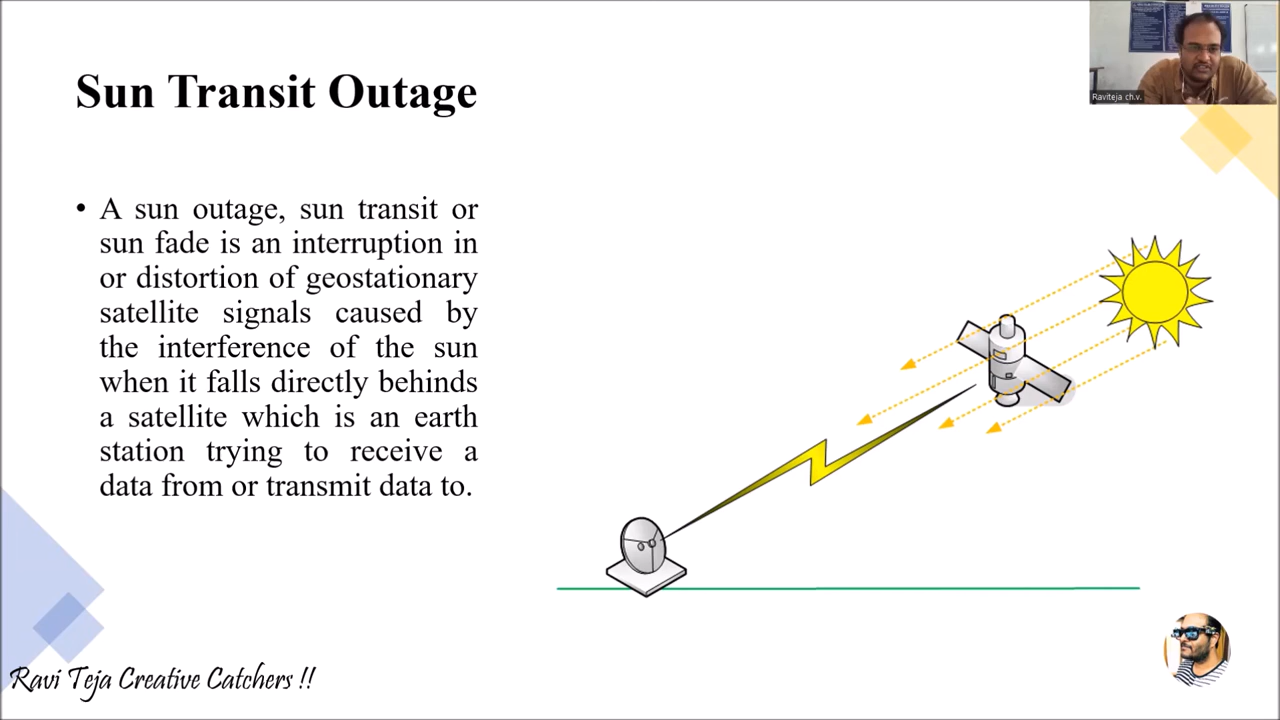 Sun Transit Outage
• A sun outage, sun transit or
sun fade is an interruption in
or distortion of geostationary
satellite signals caused by
the interference of the sun
when it falls directly behinds
a satellite which is an earth
station trying to receive a
data from or transmit data to.
Raviteja ch.v.
Ravi Teja Creative Catchers !!